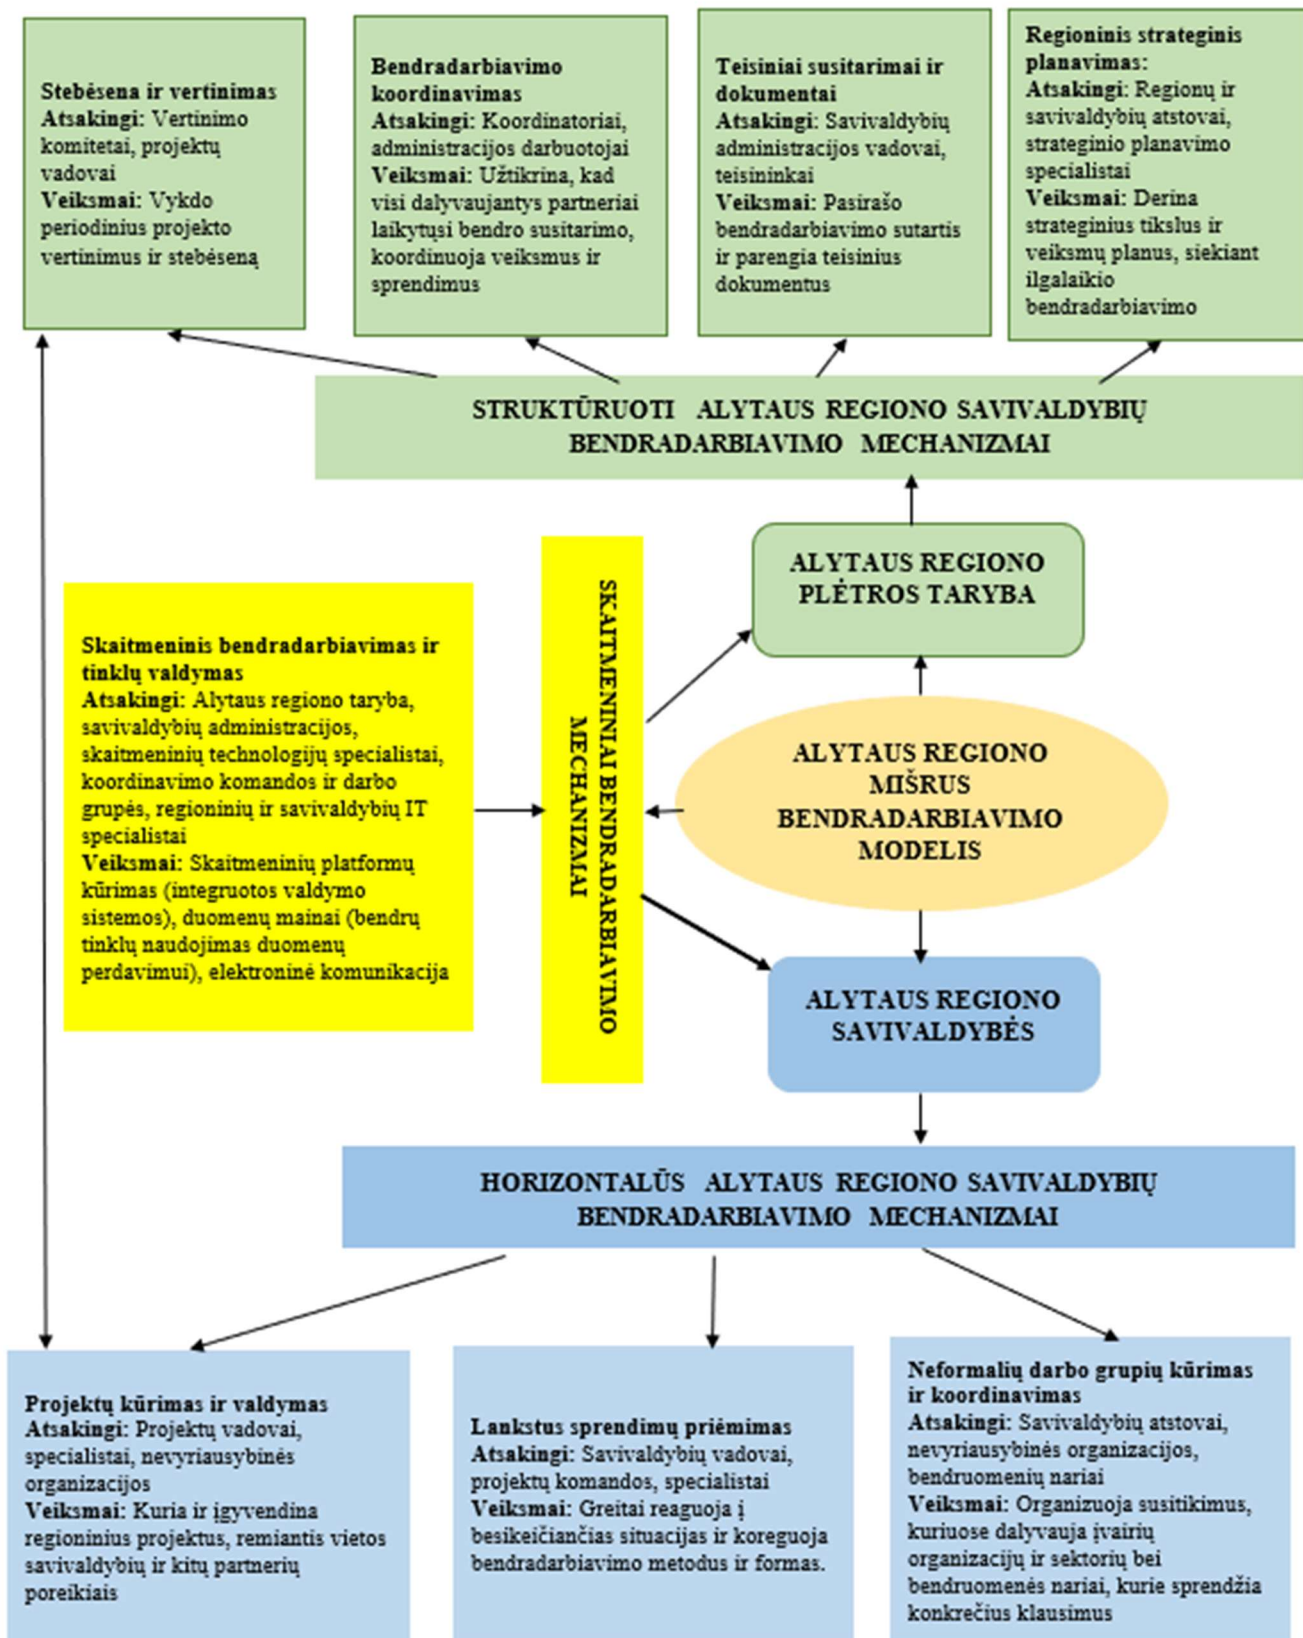 Stebėsena ir vertinimas
Atsakingi: Vertinimo
komitetai, projektų
vadovai
Veiksmai: Vykdo
periodinius projekto
vertinimus ir stebėseną
Bendradarbiavimo
koordinavimas
Atsakingi: Koordinatoriai,
administracijos darbuotojai
Veiksmai: Užtikrina, kad
visi dalyvaujantys partneriai
laikytųsi bendro susitarimo,
koordinuoja veiksmus ir
sprendimus
Teisiniai susitarimai ir
dokumentai
Atsakingi: Savivaldybių
administracijos vadovai,
teisininkai
Veiksmai: Pasirašo
bendradarbiavimo sutartis
ir parengia teisinius
dokumentus
Regioninis strateginis
planavimas:
Atsakingi: Regionų ir
savivaldybių atstovai,
strateginio planavimo
specialistai
Veiksmai: Derina
strateginius tikslus ir
veiksmų planus, siekiant
ilgalaikio
bendradarbiavimo
STRUKTŪRUOTI ALYTAUS REGIONO SAVIVALDYBIŲ
BENDRADARBIAVIMO MECHANIZMAI
ALYTAUS REGIONO
PLĖTROS TARYBA
Skaitmeninis bendradarbiavimas ir
tinklų valdymas
Atsakingi: Alytaus regiono taryba,
savivaldybių administracijos,
skaitmeninių technologijų specialistai,
koordinavimo komandos ir darbo
grupės, regioninių ir savivaldybių IT
specialistai
Veiksmai: Skaitmeninių platformų
kūrimas (integruotos valdymo
sistemos), duomenų mainai (bendrų
tinklų naudojimas duomenų
perdavimui), elektroninė komunikacija
SKAITMENINIAI BENDRADARBIAVIMO
MECHANIZMAI
ALYTAUS REGIONO
MIŠRUS
BENDRADARBIAVIMO
MODELIS
ALYTAUS REGIONO
SAVIVALDYBĖS
HORIZONTALŪS ALYTAUS REGIONO SAVIVALDYBIŲ
BENDRADARBIAVIMO MECHANIZMAI
Projektų kūrimas ir valdymas
Atsakingi: Projektų vadovai,
specialistai, nevyriausybinės
organizacijos
Veiksmai: Kuria ir įgyvendina
regioninius projektus, remiantis vietos
savivaldybių ir kitų partnerių
poreikiais
Lankstus sprendimų priėmimas
Atsakingi: Savivaldybių vadovai,
projektų komandos, specialistai
Veiksmai: Greitai reaguoja į
besikeičiančias situacijas ir koreguoja
bendradarbiavimo metodus ir formas.
Neformalių darbo grupių kūrimas
ir koordinavimas
Atsakingi: Savivaldybių atstovai,
nevyriausybinės organizacijos,
bendruomenių nariai
Veiksmai: Organizuoja susitikimus,
kuriuose dalyvauja įvairių
organizacijų ir sektorių bei
bendruomenės nariai, kurie sprendžia
konkrečius klausimus